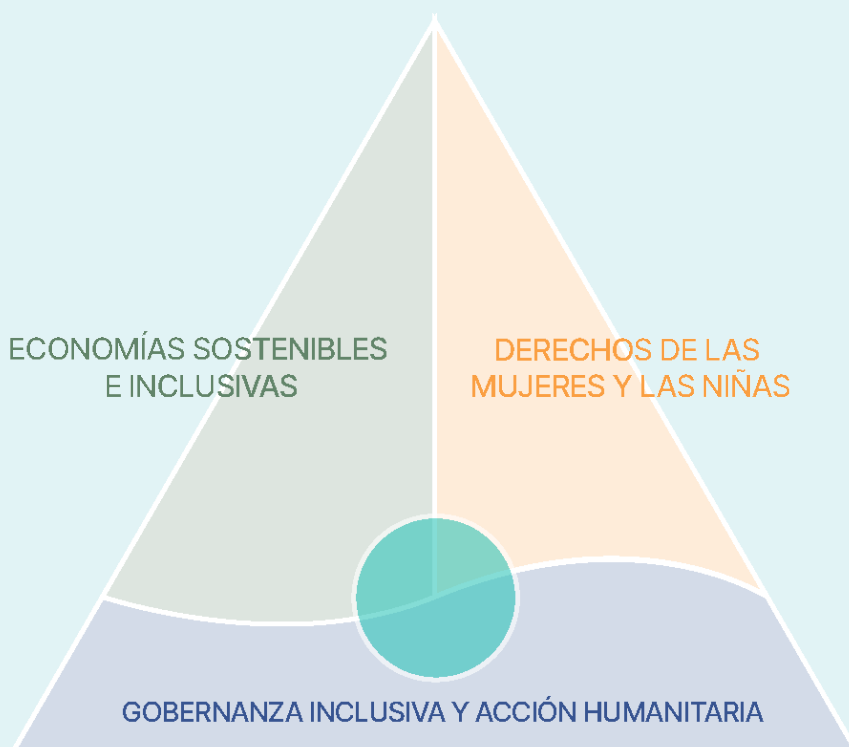 ECONOMÍAS SOSTENIBLES
E INCLUSIVAS
DERECHOS DE LAS
MUJERES Y LAS NIÑAS
GOBERNANZA INCLUSIVA Y ACCIÓN HUMANITARIA